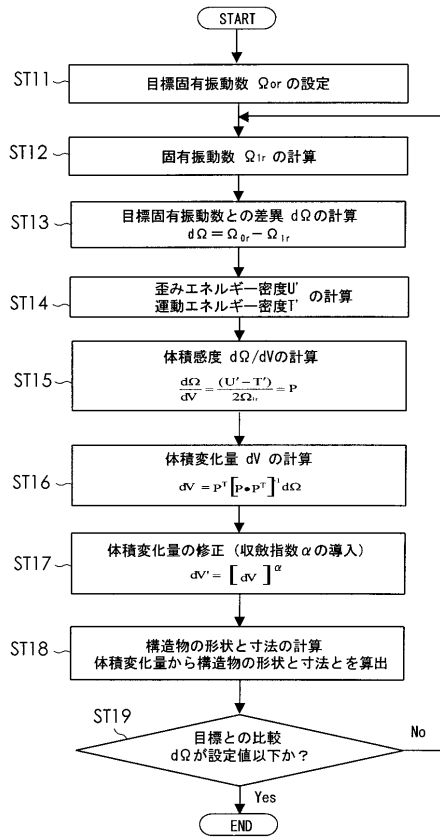 START
ST11
目標固有振動数 Ωor の設定
ST12
固有振動数 Ω1r の計算
ST13
目標固有振動数との差異 dΩの計算
dΩ=Ω0r−Ω1r
ST14
歪みエネルギー密度U'
運動エネルギー密度T'
の計算
ST15
体積感度 dΩ/dVの計算
dΩ/dV = (U'−T')/2Ω1r = P
ST16
体積変化量 dV の計算
dV = P^T [P•P^T]^-1 dΩ
ST17
体積変化量の修正(収斂指数αの導入)
dV' = [dV]^α
ST18
構造物の形状と寸法の計算
体積変化量から構造物の形状と寸法とを算出
ST19
目標との比較
dΩが設定値以下か?
No
Yes
END